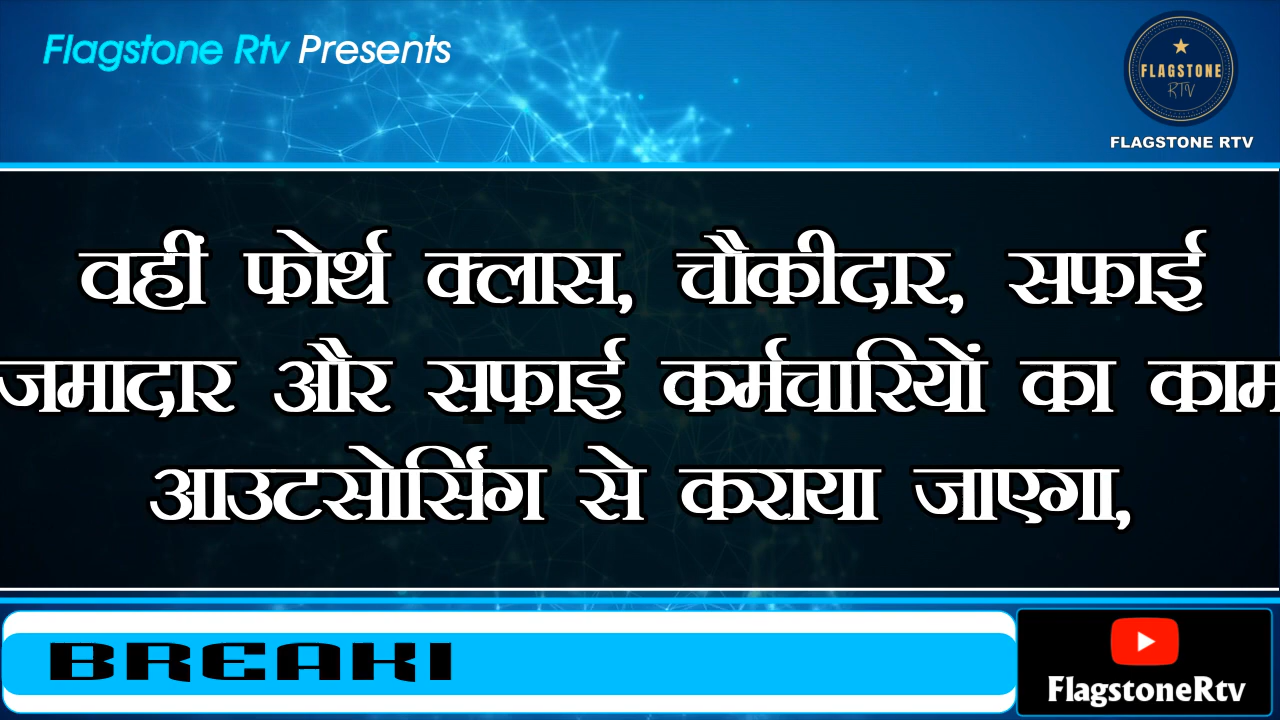 Flagstone Rtv Presents
FLAGSTONE
RTV
FLAGSTONE RTV
वहीं फोर्थ क्लास, चौकीदार, सफाई
जमादार और सफाई कर्मचारियों का काम
आउटसोर्सिंग से कराया जाएगा,
BREAKI
FlagstoneRtv